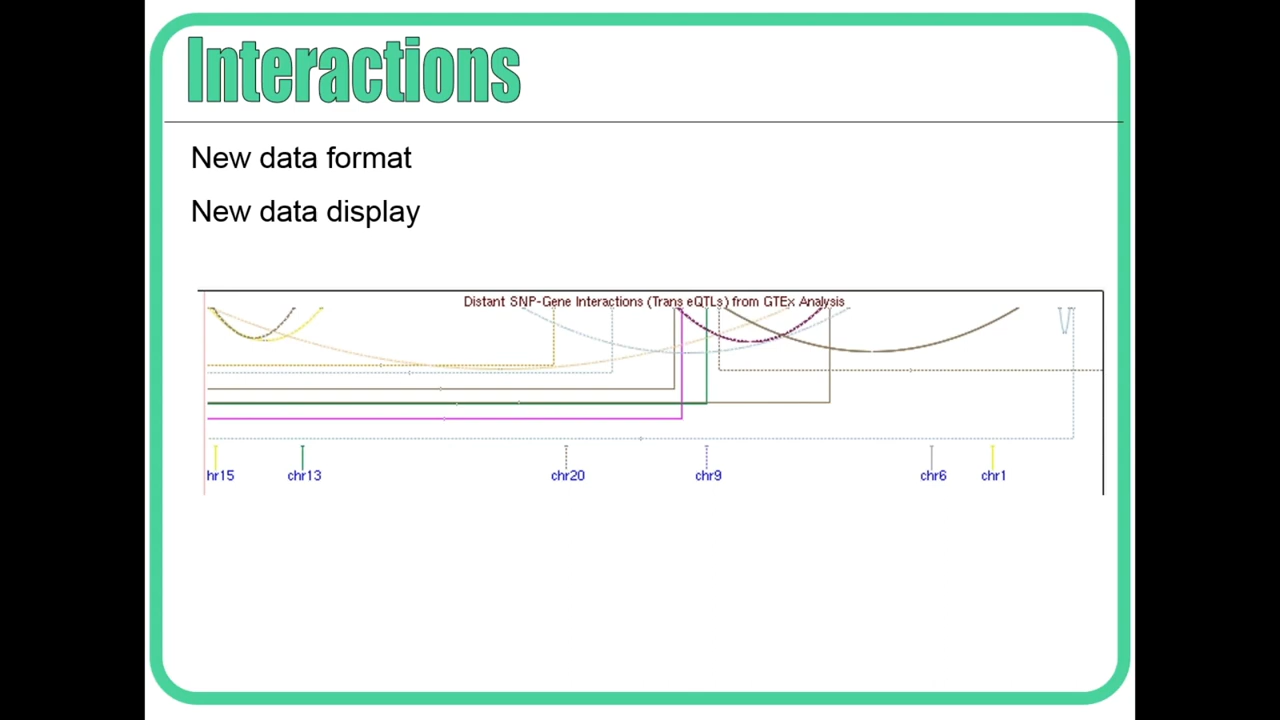 Interactions
New data format
New data display
Distant SNP-Gene Interactions (Trans eQTLs) from GTEx Analysis
hr15 chr13 chr20 chr9 chr6 chr1